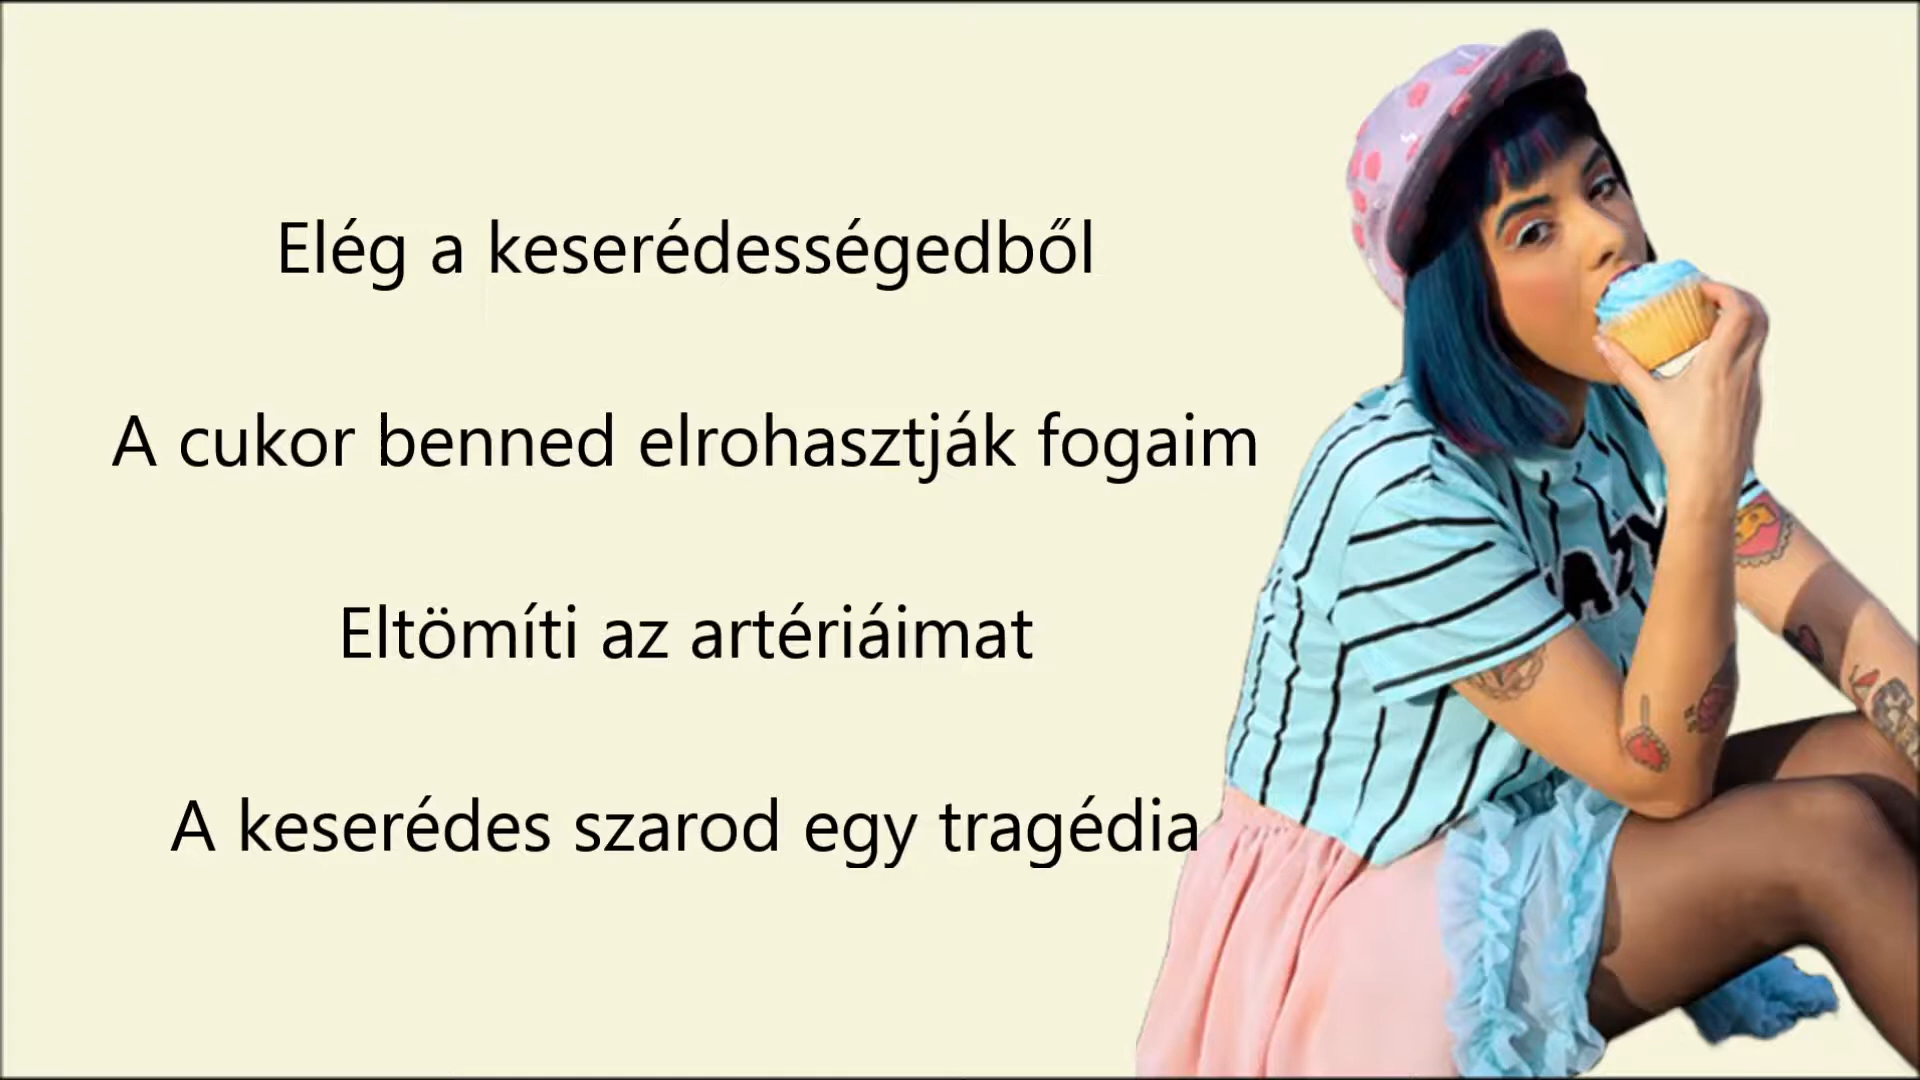 Elég a keserédességedből
A cukor benned elrohasztják fogaim
Eltömíti az artériáimat
A keserédes szarod egy tragédia